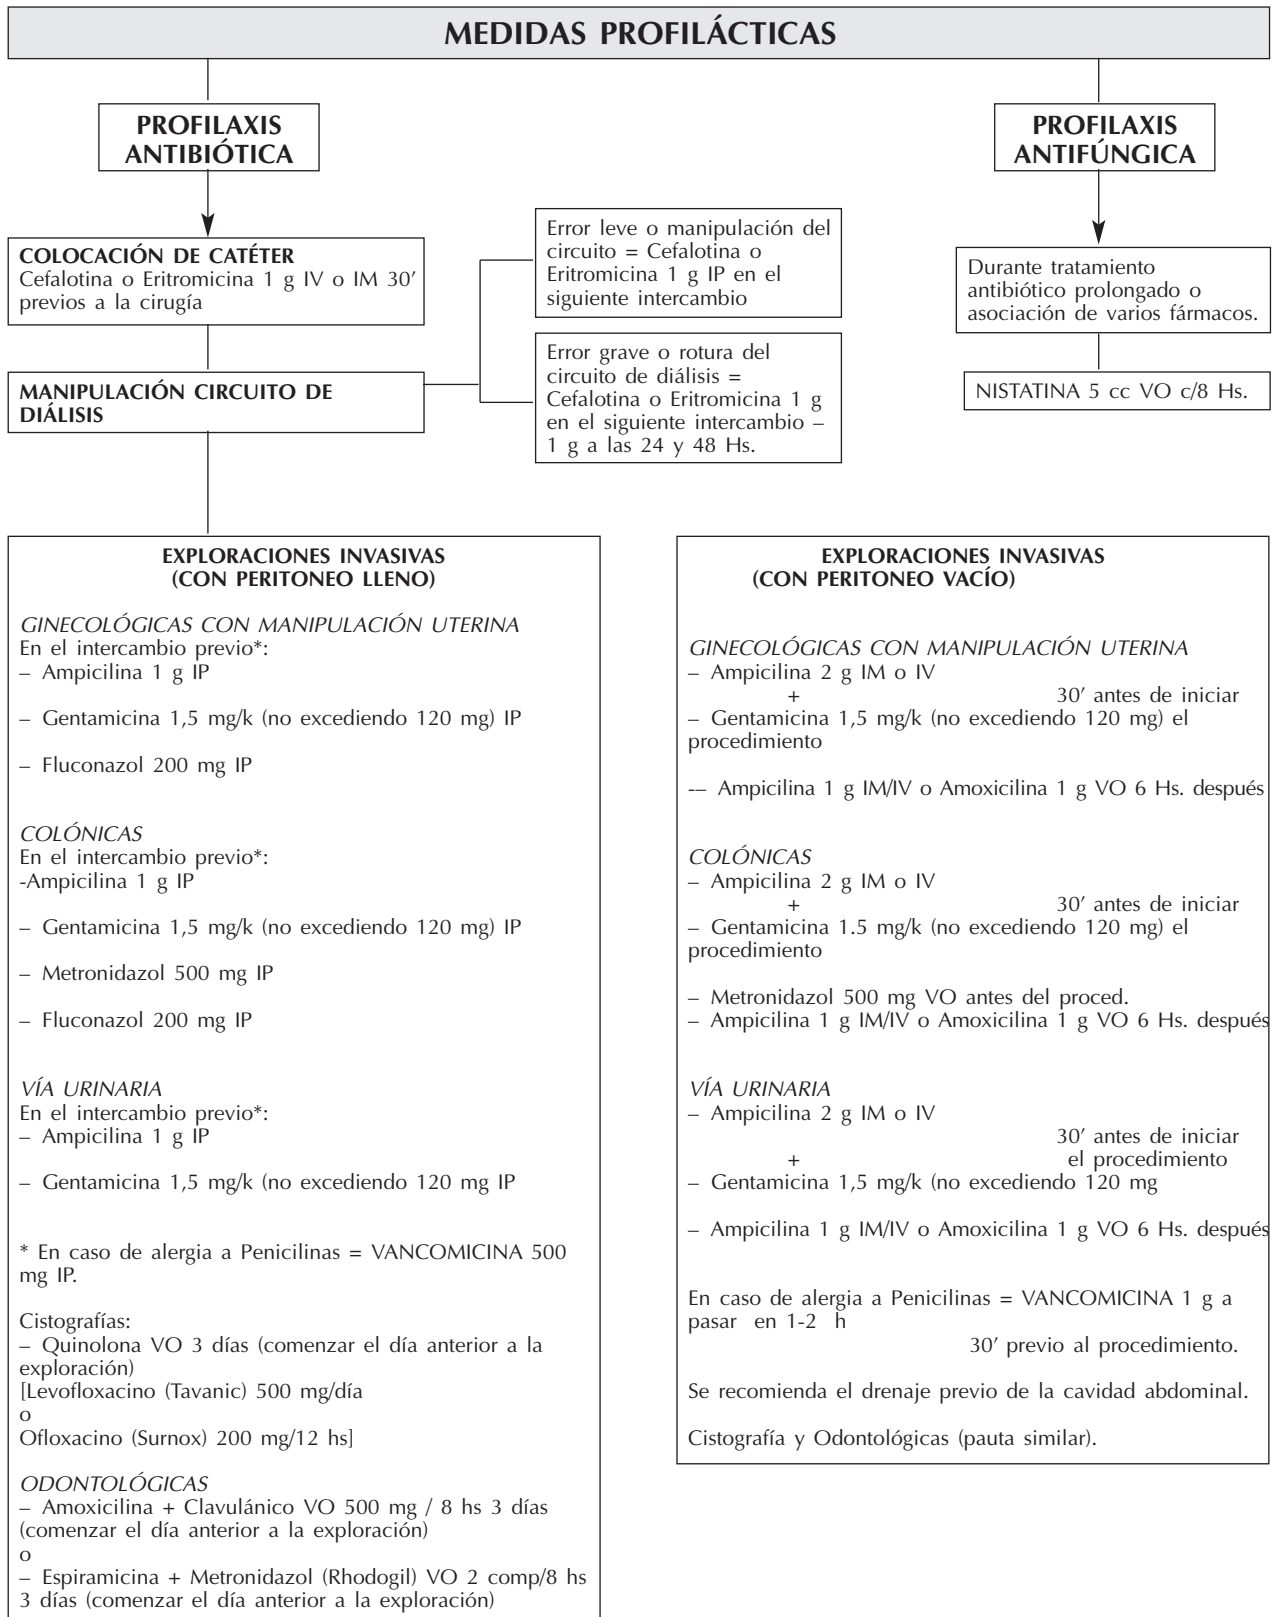 MEDIDAS PROFILÁCTICAS
PROFILAXIS
ANTIBIÓTICA
PROFILAXIS
ANTIFÚNGICA
COLOCACIÓN DE CATÉTER
Cefalotina o Eritromicina 1 g IV o IM 30′
previos a la cirugía
MANIPULACIÓN CIRCUITO DE
DIÁLISIS
Error leve o manipulación del
circuito = Cefalotina o
Eritromicina 1 g IP en el
siguiente intercambio
Error grave o rotura del
circuito de diálisis =
Cefalotina o Eritromicina 1 g
en el siguiente intercambio –
1 g a las 24 y 48 Hs.
Durante tratamiento
antibiótico prolongado o
asociación de varios fármacos.
NISTATINA 5 cc VO c/8 Hs.
EXPLORACIONES INVASIVAS
(CON PERITONEO LLENO)
GINECOLÓGICAS CON MANIPULACIÓN UTERINA
En el intercambio previo*:
– Ampicilina 1 g IP
– Gentamicina 1,5 mg/k (no excediendo 120 mg) IP
– Fluconazol 200 mg IP
COLÓNICAS
En el intercambio previo*:
-Ampicilina 1 g IP
– Gentamicina 1,5 mg/k (no excediendo 120 mg) IP
– Metronidazol 500 mg IP
– Fluconazol 200 mg IP
VÍA URINARIA
En el intercambio previo*:
– Ampicilina 1 g IP
– Gentamicina 1,5 mg/k (no excediendo 120 mg IP
* En caso de alergia a Penicilinas = VANCOMICINA 500
mg IP.
Cistografías:
– Quinolona VO 3 días (comenzar el día anterior a la
exploración)
[Levofloxacino (Tavanic) 500 mg/día
o
Ofloxacino (Surnox) 200 mg/12 hs]
ODONTOLÓGICAS
– Amoxicilina + Clavulánico VO 500 mg / 8 hs 3 días
(comenzar el día anterior a la exploración)
o
– Espiramicina + Metronidazol (Rhodogil) VO 2 comp/8 hs
3 días (comenzar el día anterior a la exploración)
EXPLORACIONES INVASIVAS
(CON PERITONEO VACÍO)
GINECOLÓGICAS CON MANIPULACIÓN UTERINA
– Ampicilina 2 g IM o IV
+ 30′ antes de iniciar
– Gentamicina 1,5 mg/k (no excediendo 120 mg) el
procedimiento
-– Ampicilina 1 g IM/IV o Amoxicilina 1 g VO 6 Hs. después
COLÓNICAS
– Ampicilina 2 g IM o IV
+ 30′ antes de iniciar
– Gentamicina 1.5 mg/k (no excediendo 120 mg) el
procedimiento
– Metronidazol 500 mg VO antes del proced.
– Ampicilina 1 g IM/IV o Amoxicilina 1 g VO 6 Hs. después
VÍA URINARIA
– Ampicilina 2 g IM o IV
30′ antes de iniciar
+ el procedimiento
– Gentamicina 1,5 mg/k (no excediendo 120 mg
– Ampicilina 1 g IM/IV o Amoxicilina 1 g VO 6 Hs. después
En caso de alergia a Penicilinas = VANCOMICINA 1 g a
pasar en 1-2 h
30′ previo al procedimiento.
Se recomienda el drenaje previo de la cavidad abdominal.
Cistografía y Odontológicas (pauta similar).